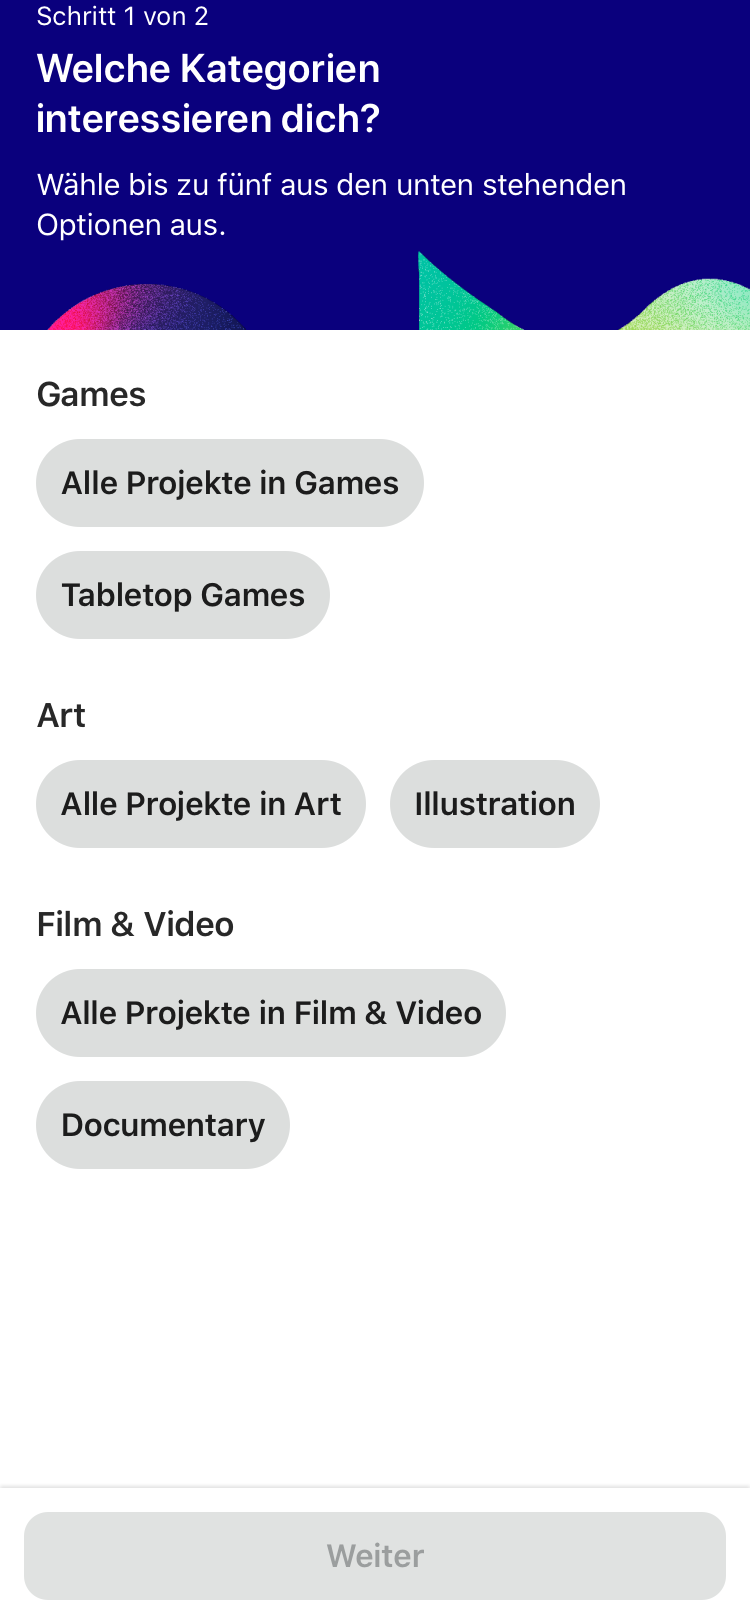 Schritt 1 von 2
Welche Kategorien
interessieren dich?
Wähle bis zu fünf aus den unten stehenden
Optionen aus.
Games
Alle Projekte in Games
Tabletop Games
Art
Alle Projekte in Art
Illustration
Film & Video
Alle Projekte in Film & Video
Documentary
Weiter